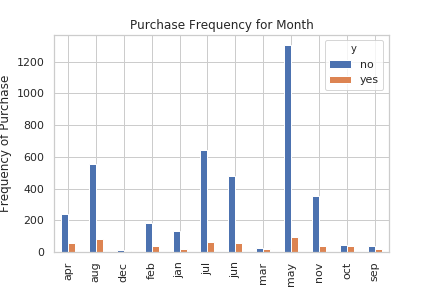 Purchase Frequency for Month
Frequency of Purchase
1200
1000
800
600
400
200
0
y
no
yes
apr
aug
dec
feb
jan
jul
jun
mar
may
nov
oct
sep